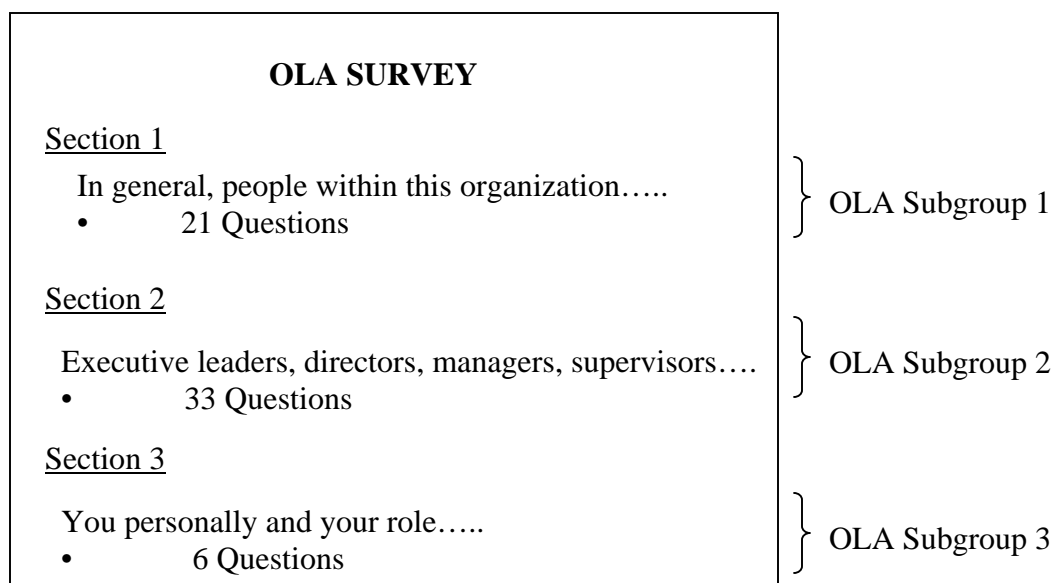 OLA SURVEY
Section 1
In general, people within this organization…..
• 21 Questions
OLA Subgroup 1
Section 2
Executive leaders, directors, managers, supervisors….
• 33 Questions
OLA Subgroup 2
Section 3
You personally and your role…..
• 6 Questions
OLA Subgroup 3